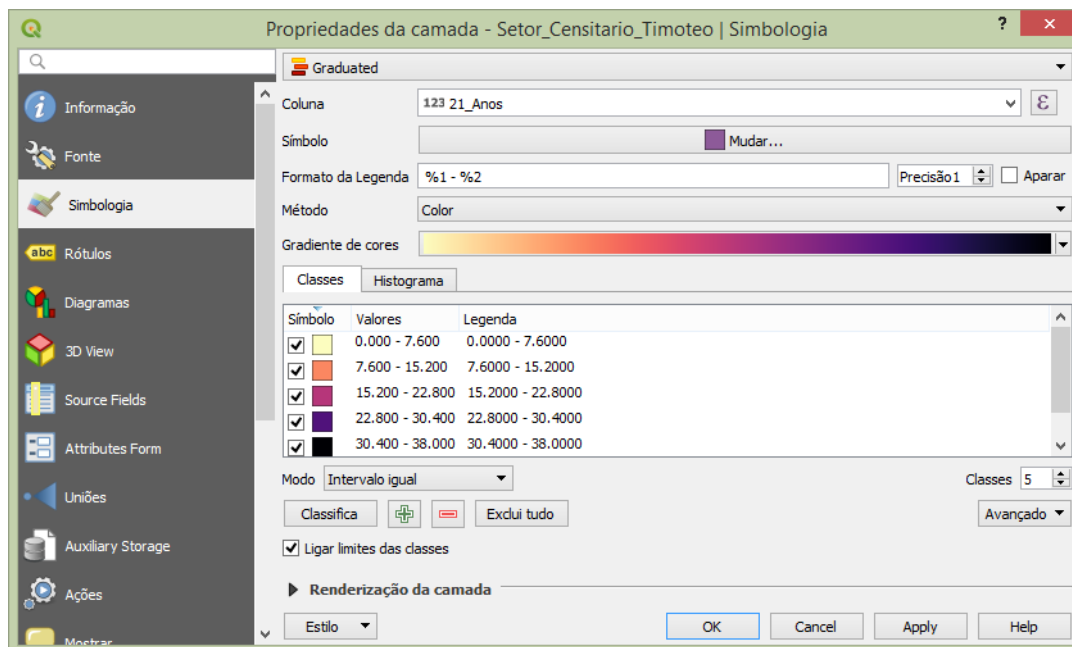 Propriedades da camada - Setor_Censitario_Timoteo | Simbologia ? ×
Informação
Fonte
Simbologia
abc Rótulos
Diagramas
3D View
Source Fields
Attributes Form
Uniões
Auxiliary Storage
Ações
Mostrar
Graduated
Coluna 123 21_Anos ε
Símbolo Mudar...
Formato da Legenda %1 - %2 Precisão 1 Aparar
Método Color
Gradiente de cores
Classes Histograma
Símbolo Valores Legenda
0.000 - 7.600 0.0000 - 7.6000
7.600 - 15.200 7.6000 - 15.2000
15.200 - 22.800 15.2000 - 22.8000
22.800 - 30.400 22.8000 - 30.4000
30.400 - 38.000 30.4000 - 38.0000
Modo Intervalo igual Classes 5
Classifica Exclui tudo Avançado
Ligar limites das classes
Renderização da camada
Estilo OK Cancel Apply Help